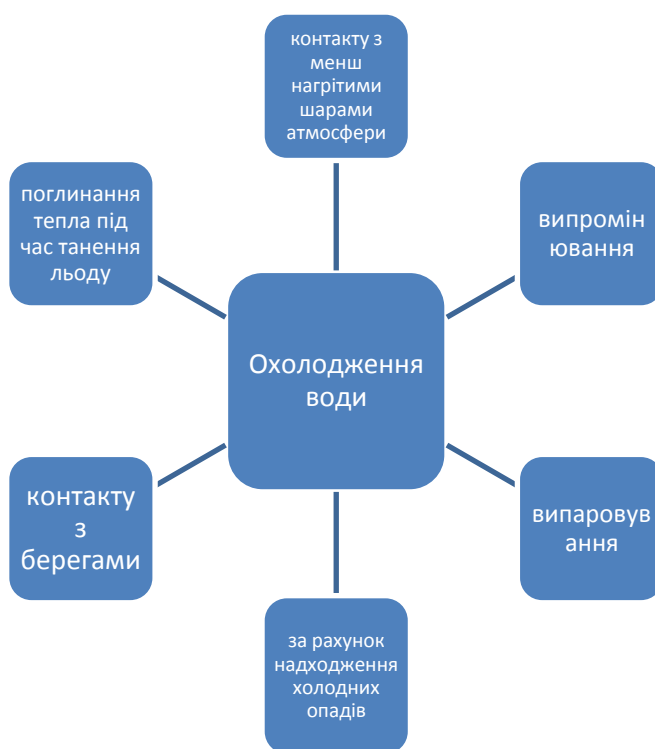 контакту з
менш
нагрітими
шарами
атмосфери
поглинання
тепла під
час танення
льоду
випромін
ювання
Охолодження
води
контакту
з
берегами
випаровув
ання
за рахунок
надходження
холодних
опадів